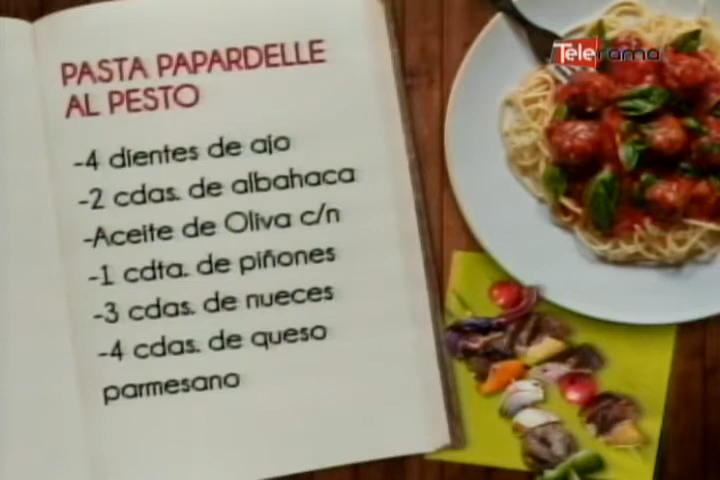 PASTA PAPARDELLE
AL PESTO
-4 dientes de ajo
-2 cdas. de albahaca
-Aceite de Oliva c/n
-1 cdta. de piñones
-3 cdas. de nueces
-4 cdas. de queso
parmesano
Telerama